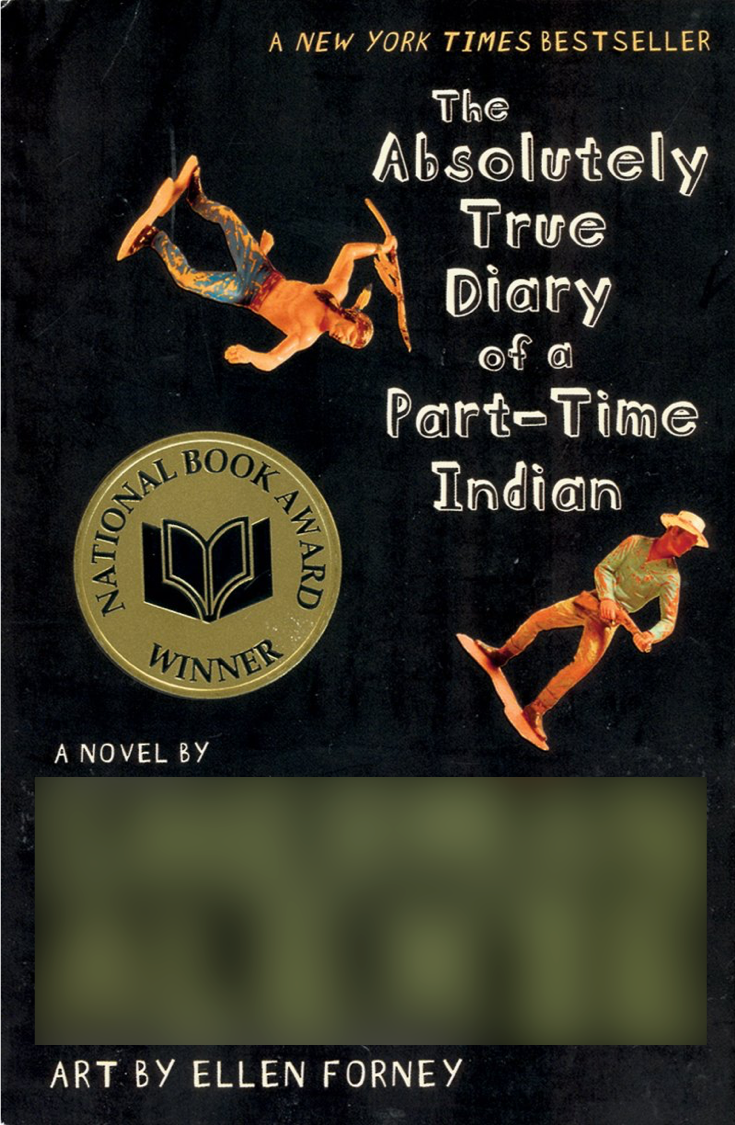 A NEW YORK TIMES BESTSELLER
The
Absolutely
True
Diary
of a
Part-Time
Indian
NATIONAL BOOK AWARD
WINNER
A NOVEL BY
ART BY ELLEN FORNEY